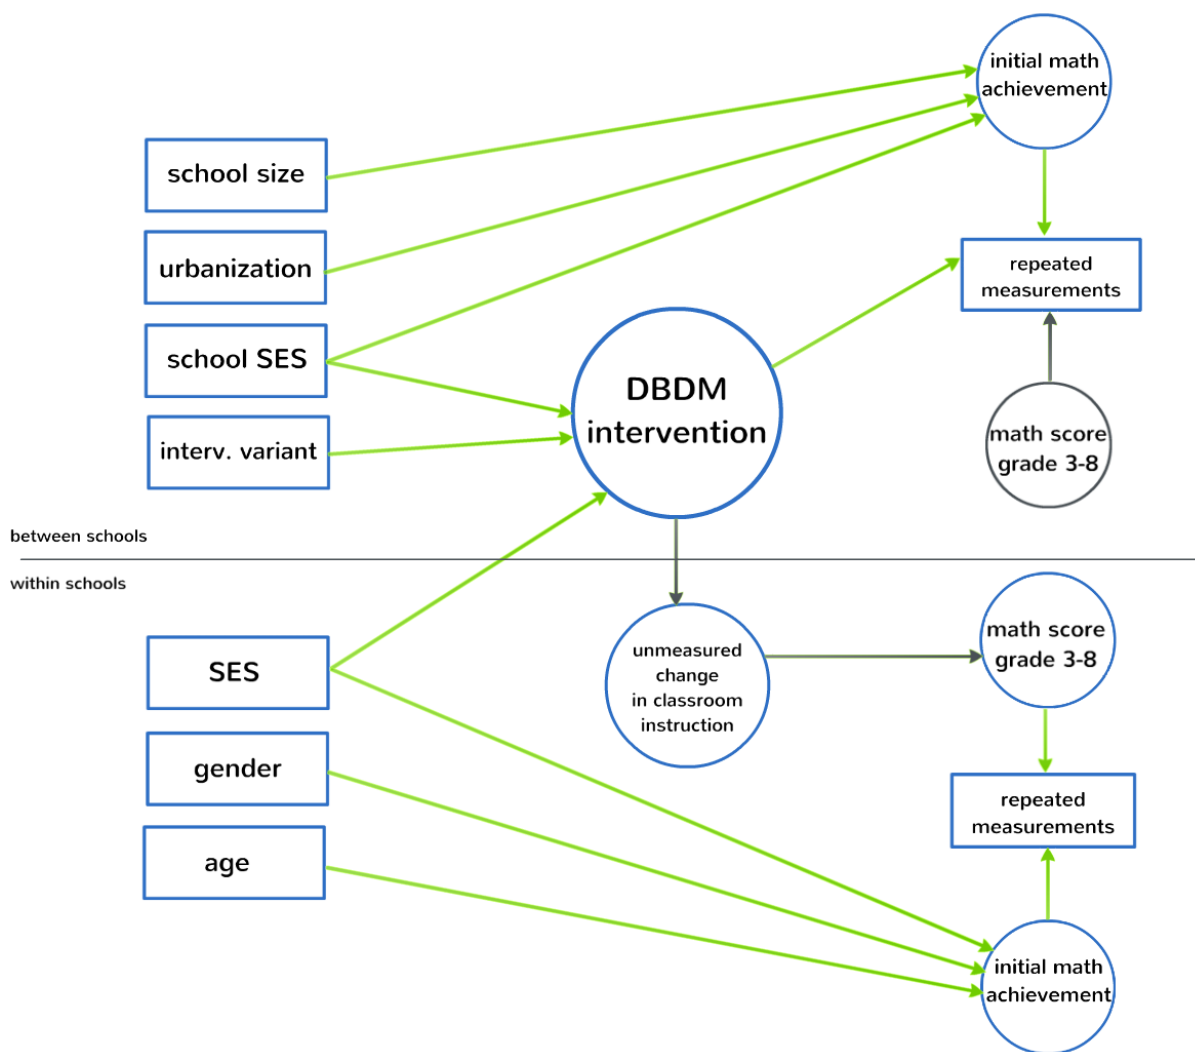 initial math
achievement
school size
urbanization
repeated
measurements
school SES
DBDM
intervention
interv. variant
math score
grade 3-8
between schools
within schools
SES
unmeasured
change
in classroom
instruction
math score
grade 3-8
gender
repeated
measurements
age
initial math
achievement